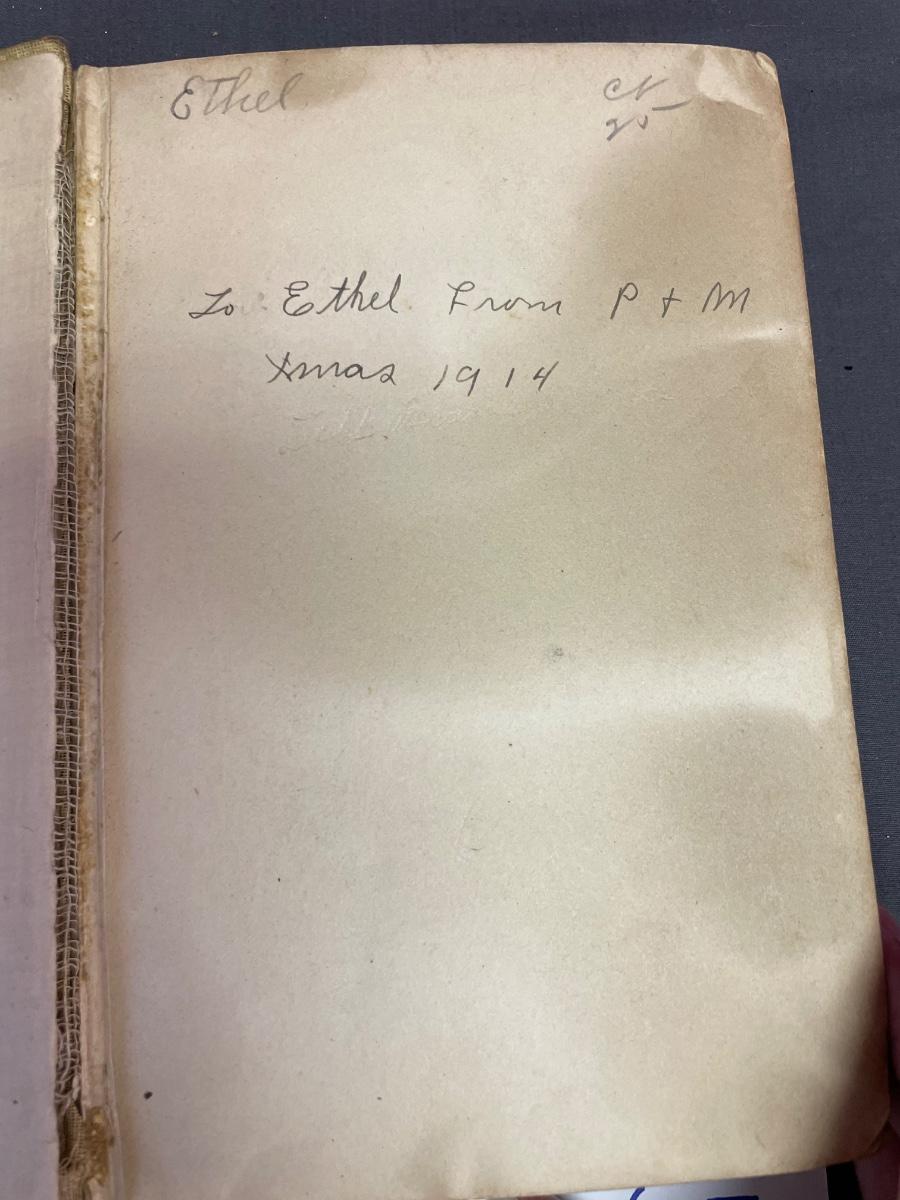 Ethel
To Ethel From P + M
Xmas 1914